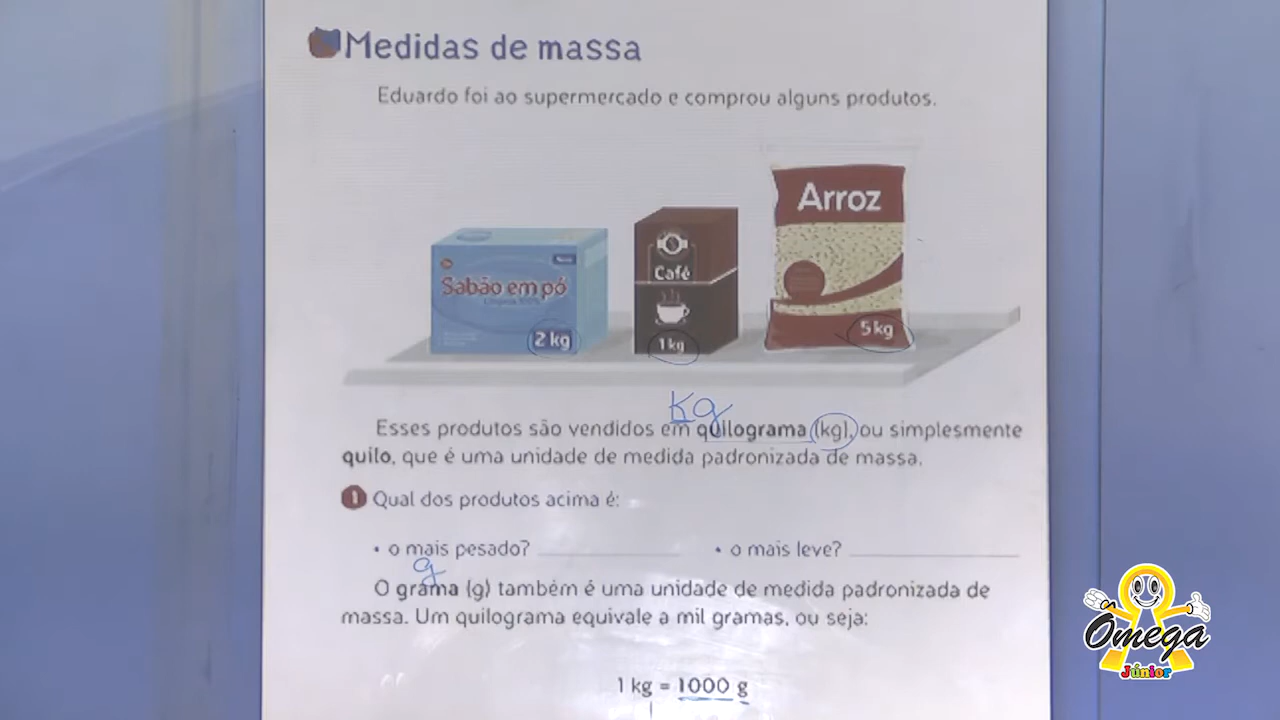 Medidas de massa
Eduardo foi ao supermercado e comprou alguns produtos.
Arroz
Sabão em pó
Café
2 kg
1 kg
5 kg
Kg
Esses produtos são vendidos em quilograma (kg), ou simplesmente
quilo, que é uma unidade de medida padronizada de massa.
1 Qual dos produtos acima é:
• o mais pesado? • o mais leve?
g
O grama (g) também é uma unidade de medida padronizada de
massa. Um quilograma equivale a mil gramas, ou seja:
1 kg = 1000 g
Ômega
Júnior